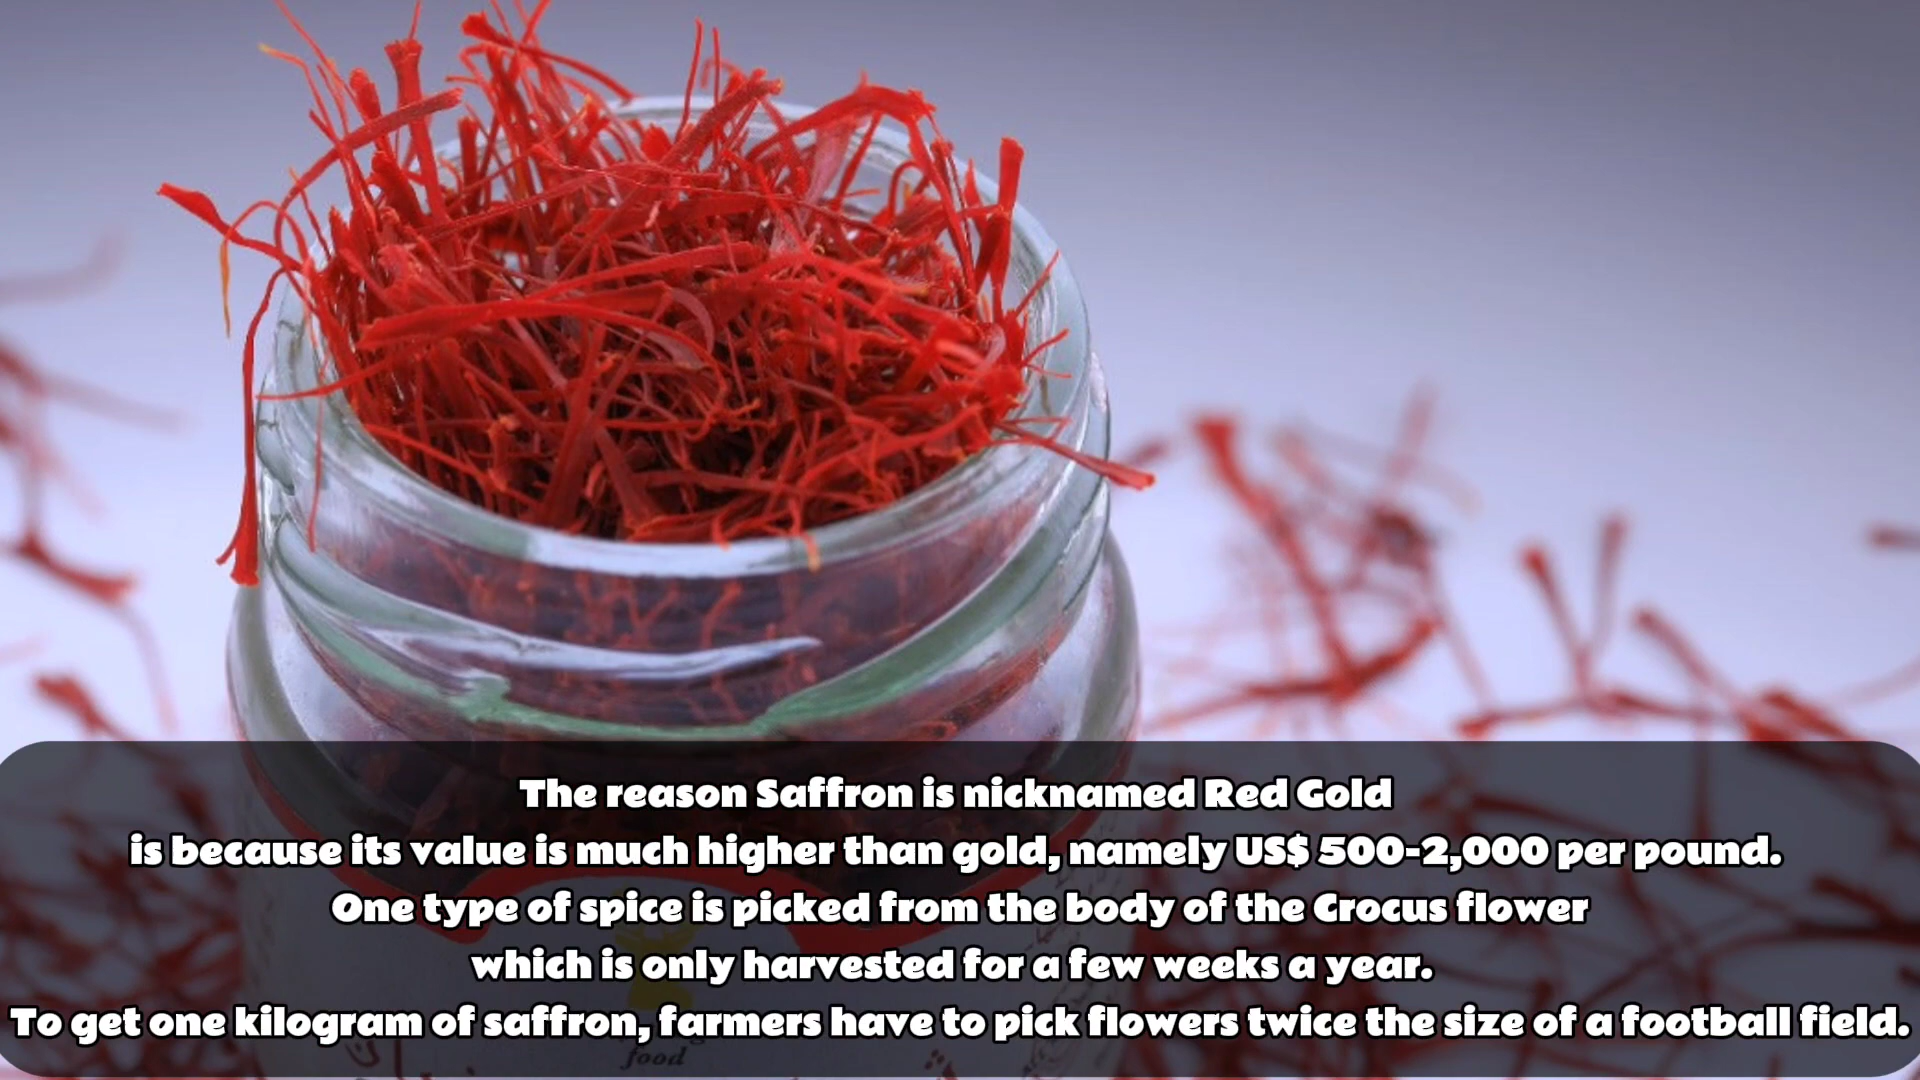 The reason Saffron is nicknamed Red Gold
is because its value is much higher than gold, namely US$ 500-2,000 per pound.
One type of spice is picked from the body of the Crocus flower
which is only harvested for a few weeks a year.
To get one kilogram of saffron, farmers have to pick flowers twice the size of a football field.
food